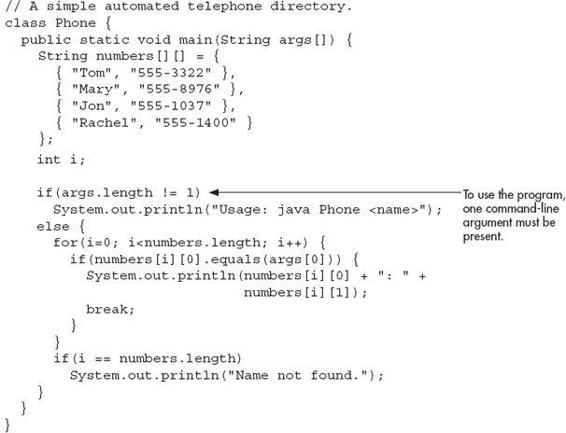 // A simple automated telephone directory.
class Phone {
  public static void main(String args[]) {
    String numbers[][] = {
      { "Tom", "555-3322" },
      { "Mary", "555-8976" },
      { "Jon", "555-1037" },
      { "Rachel", "555-1400" }
    };
    int i;

    if(args.length != 1)
      System.out.println("Usage: java Phone <name>");
    else {
      for(i=0; i<numbers.length; i++) {
        if(numbers[i][0].equals(args[0])) {
          System.out.println(numbers[i][0] + ": " +
                             numbers[i][1]);
          break;
        }
      }
      if(i == numbers.length)
        System.out.println("Name not found.");
    }
  }
}
To use the program,
one command-line
argument must be
present.